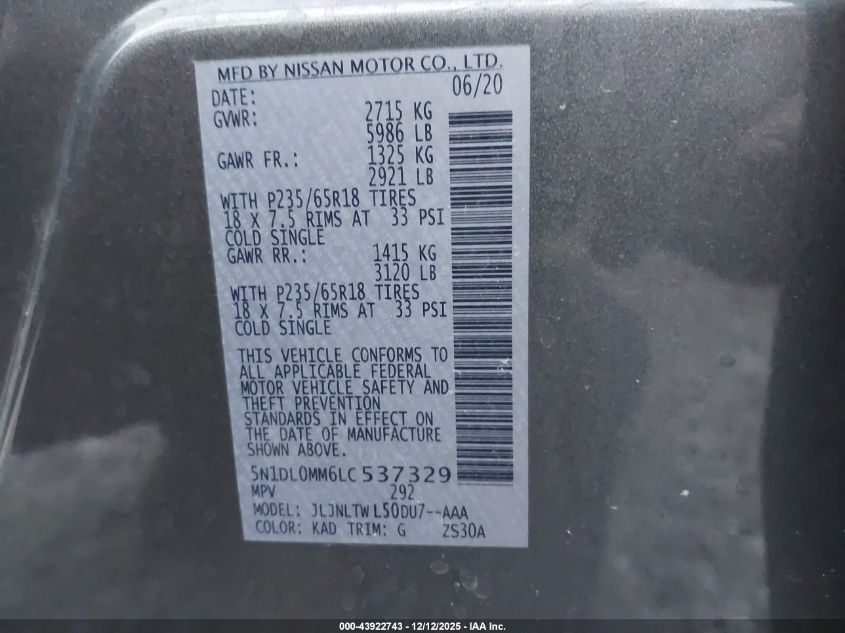 MFD BY NISSAN MOTOR CO., LTD.
DATE: 06/20
GVWR: 2715 KG
5986 LB
GAWR FR.: 1325 KG
2921 LB
WITH P235/65R18 TIRES
18 X 7.5 RIMS AT 33 PSI
COLD SINGLE
GAWR RR.: 1415 KG
3120 LB
WITH P235/65R18 TIRES
18 X 7.5 RIMS AT 33 PSI
COLD SINGLE
THIS VEHICLE CONFORMS TO
ALL APPLICABLE FEDERAL
MOTOR VEHICLE SAFETY AND
THEFT PREVENTION
STANDARDS IN EFFECT ON
THE DATE OF MANUFACTURE
SHOWN ABOVE.
5N1DL0MM6LC537329
MPV 292
MODEL: JLJNLTWL50DU7--AAA
COLOR: KAD TRIM: G ZS30A
000-43922743 - 12/12/2025 - IAA Inc.